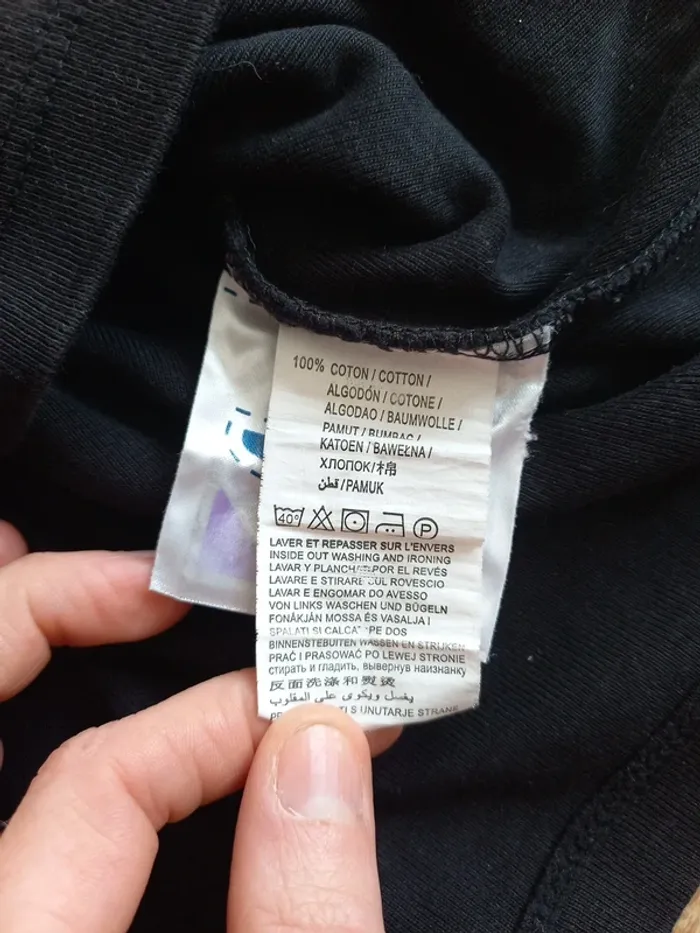 100% COTON / COTTON /
ALGODÓN / COTONE /
ALGODAO / BAUMWOLLE /
PAMUT / BUMBAC /
KATOEN / BAWEŁNA /
ХЛОПОК/棉
قطن/PAMUK
40° P
LAVER ET REPASSER SUR L'ENVERS
INSIDE OUT WASHING AND IRONING
LAVAR Y PLANCHAR POR EL REVÉS
LAVARE E STIRARE SUL ROVESCIO
LAVAR E ENGOMAR DO AVESSO
VON LINKS WASCHEN UND BÜGELN
FONÁKJÁN MOSSA ÉS VASALJA I
SPALATI SI PE DOS
BINNENSTEBUITEN WASSEN EN STRIJKEN
PRAĆ I PRASOWAĆ PO LEWEJ STRONIE
стирать и гладить, вывернув наизнанку
反面洗涤和熨烫
يغسل ويكوى على المقلوب
S UNUTARJE STRANE